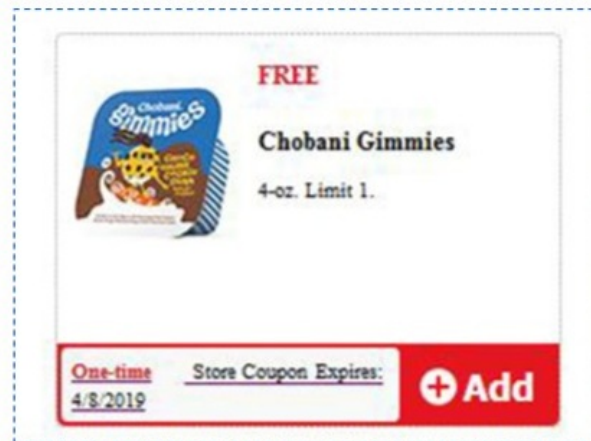 FREE
Chobani
gimmies
Chobani Gimmies
4-oz. Limit 1.
One-time Store Coupon Expires:
4/8/2019
Add